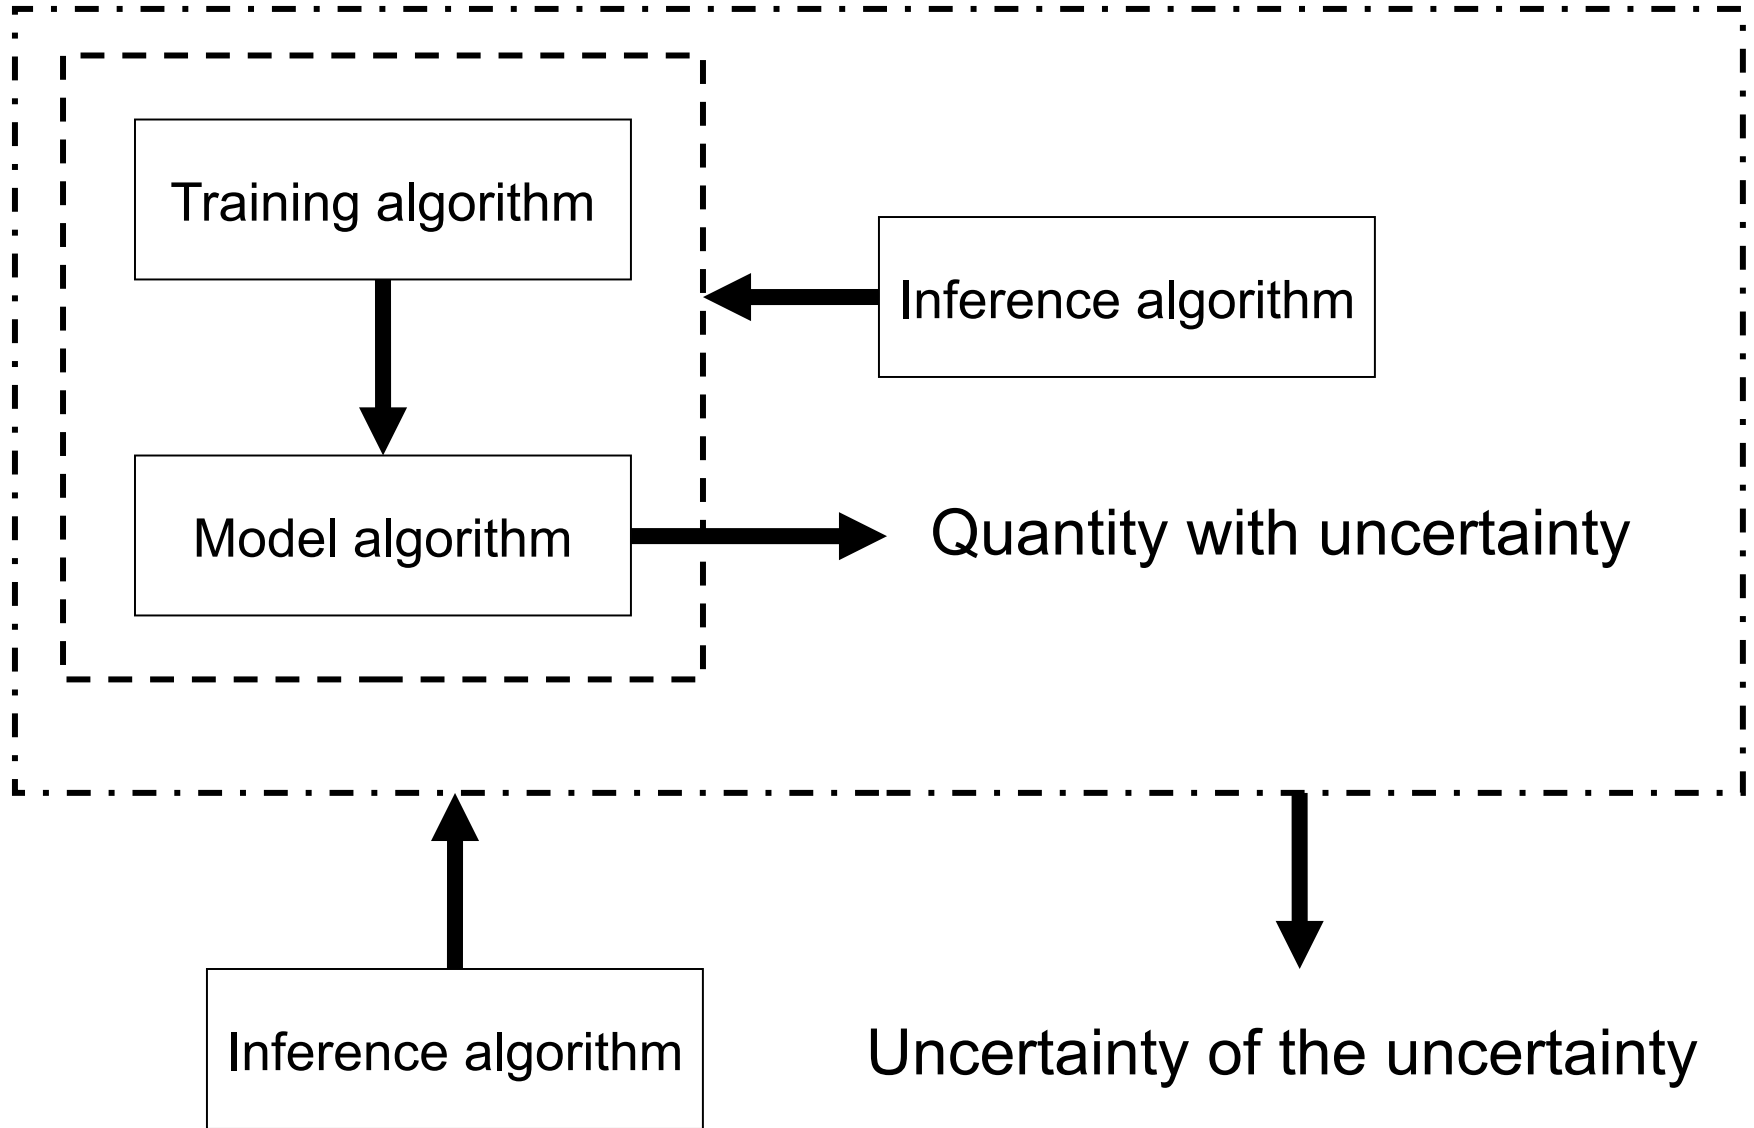 Training algorithm
Inference algorithm
Model algorithm
Quantity with uncertainty
Inference algorithm
Uncertainty of the uncertainty